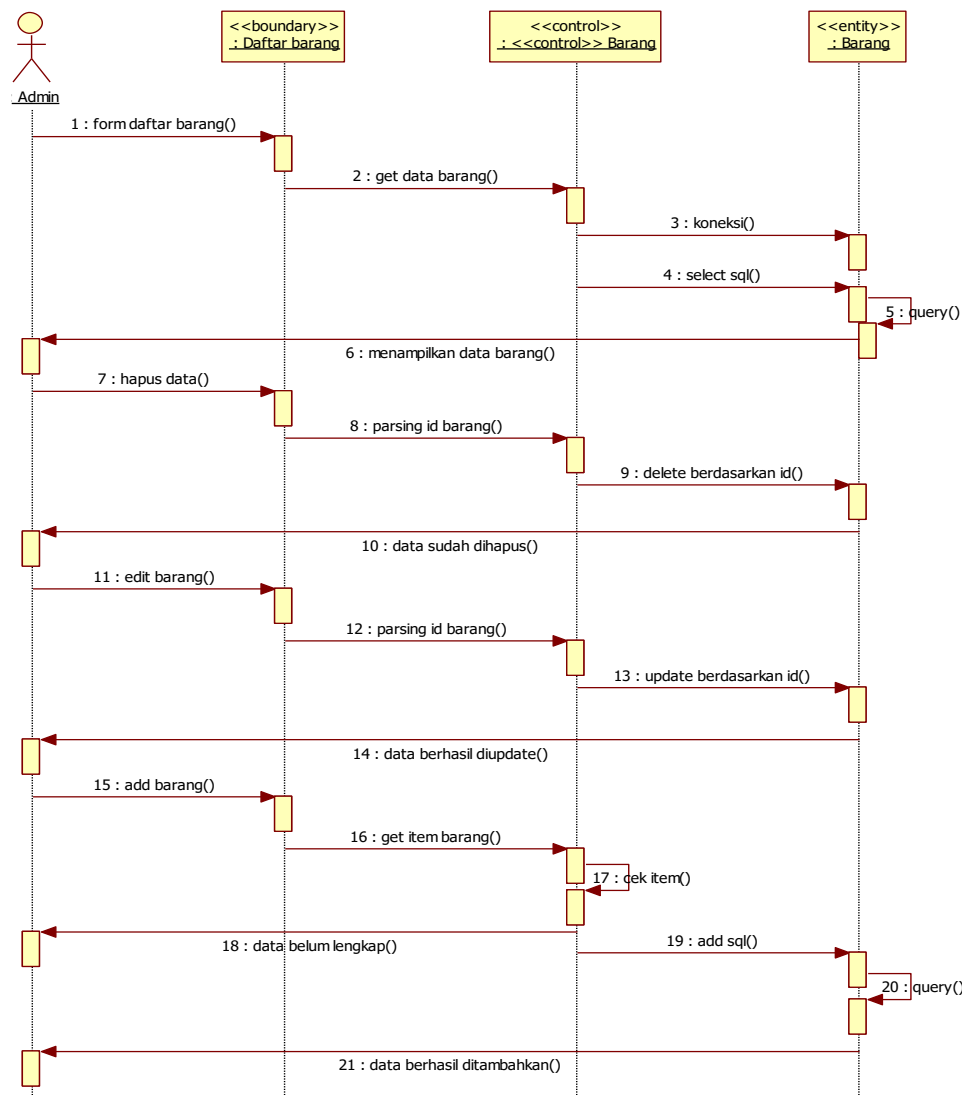 <<boundary>>
: Daftar barang
<<control>>
: <<control>> Barang
<<entity>>
: Barang
: Admin
1 : form daftar barang()
2 : get data barang()
3 : koneksi()
4 : select sql()
5 : query()
6 : menampilkan data barang()
7 : hapus data()
8 : parsing id barang()
9 : delete berdasarkan id()
10 : data sudah dihapus()
11 : edit barang()
12 : parsing id barang()
13 : update berdasarkan id()
14 : data berhasil diupdate()
15 : add barang()
16 : get item barang()
17 : cek item()
18 : data belum lengkap()
19 : add sql()
20 : query()
21 : data berhasil ditambahkan()